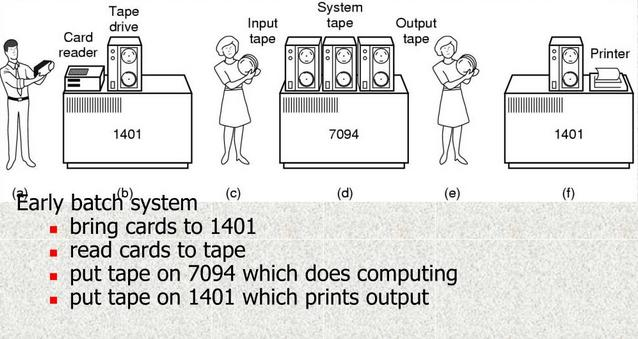 Tape
drive
Card
reader
Input
tape
System
tape
Output
tape
Printer
1401
7094
1401
(a)
(b)
(c)
(d)
(e)
(f)
Early batch system
bring cards to 1401
read cards to tape
put tape on 7094 which does computing
put tape on 1401 which prints output